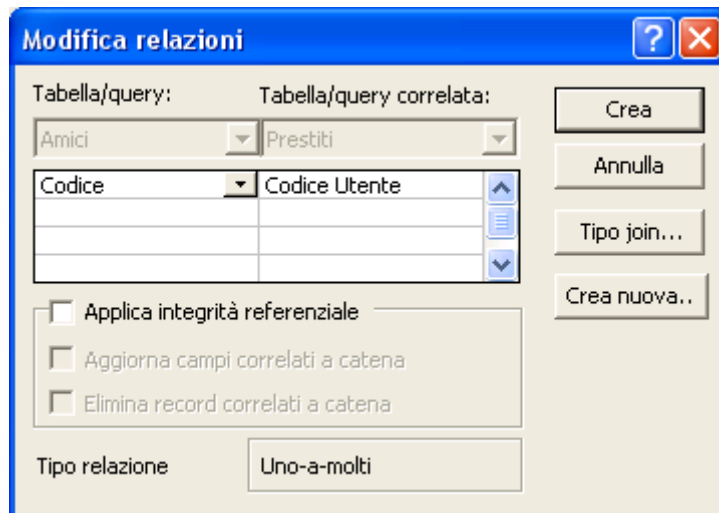 Modifica relazioni
Tabella/query: Tabella/query correlata:
Amici Prestiti
Codice Codice Utente
Crea
Annulla
Tipo join...
Crea nuova..
Applica integrità referenziale
Aggiorna campi correlati a catena
Elimina record correlati a catena
Tipo relazione Uno-a-molti